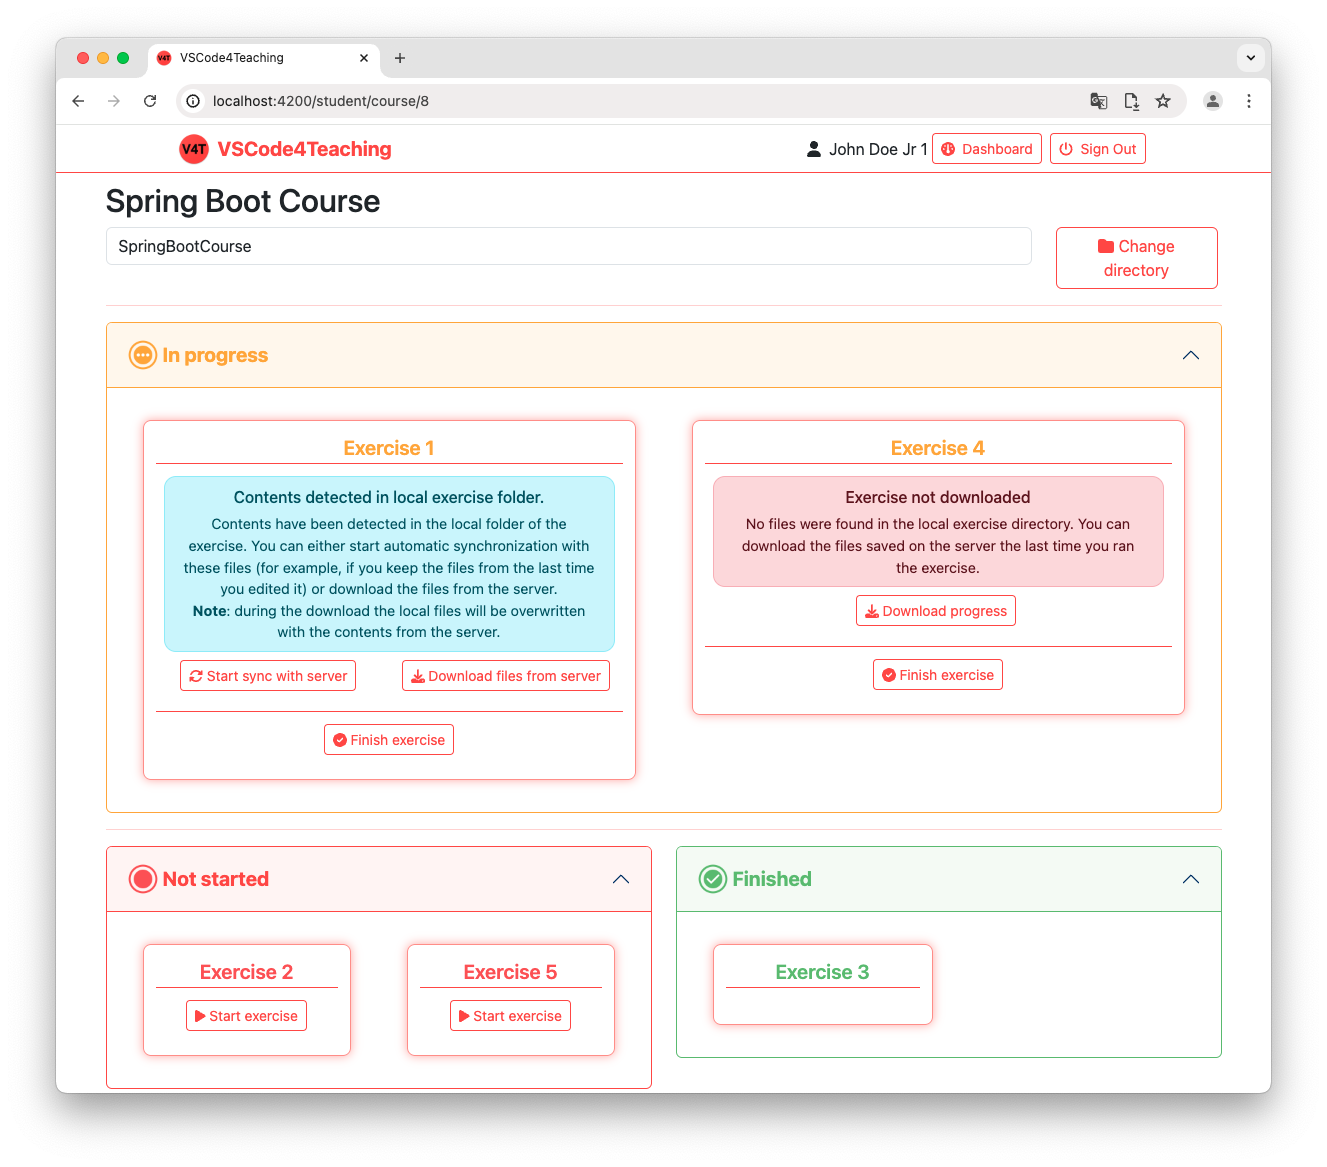 VSCode4Teaching
localhost:4200/student/course/8
V4T VSCode4Teaching
John Doe Jr 1 Dashboard Sign Out
Spring Boot Course
SpringBootCourse
Change
directory
In progress
Exercise 1
Contents detected in local exercise folder.
Contents have been detected in the local folder of the
exercise. You can either start automatic synchronization with
these files (for example, if you keep the files from the last time
you edited it) or download the files from the server.
Note: during the download the local files will be overwritten
with the contents from the server.
Start sync with server Download files from server
Finish exercise
Exercise 4
Exercise not downloaded
No files were found in the local exercise directory. You can
download the files saved on the server the last time you ran
the exercise.
Download progress
Finish exercise
Not started
Exercise 2
Start exercise
Exercise 5
Start exercise
Finished
Exercise 3